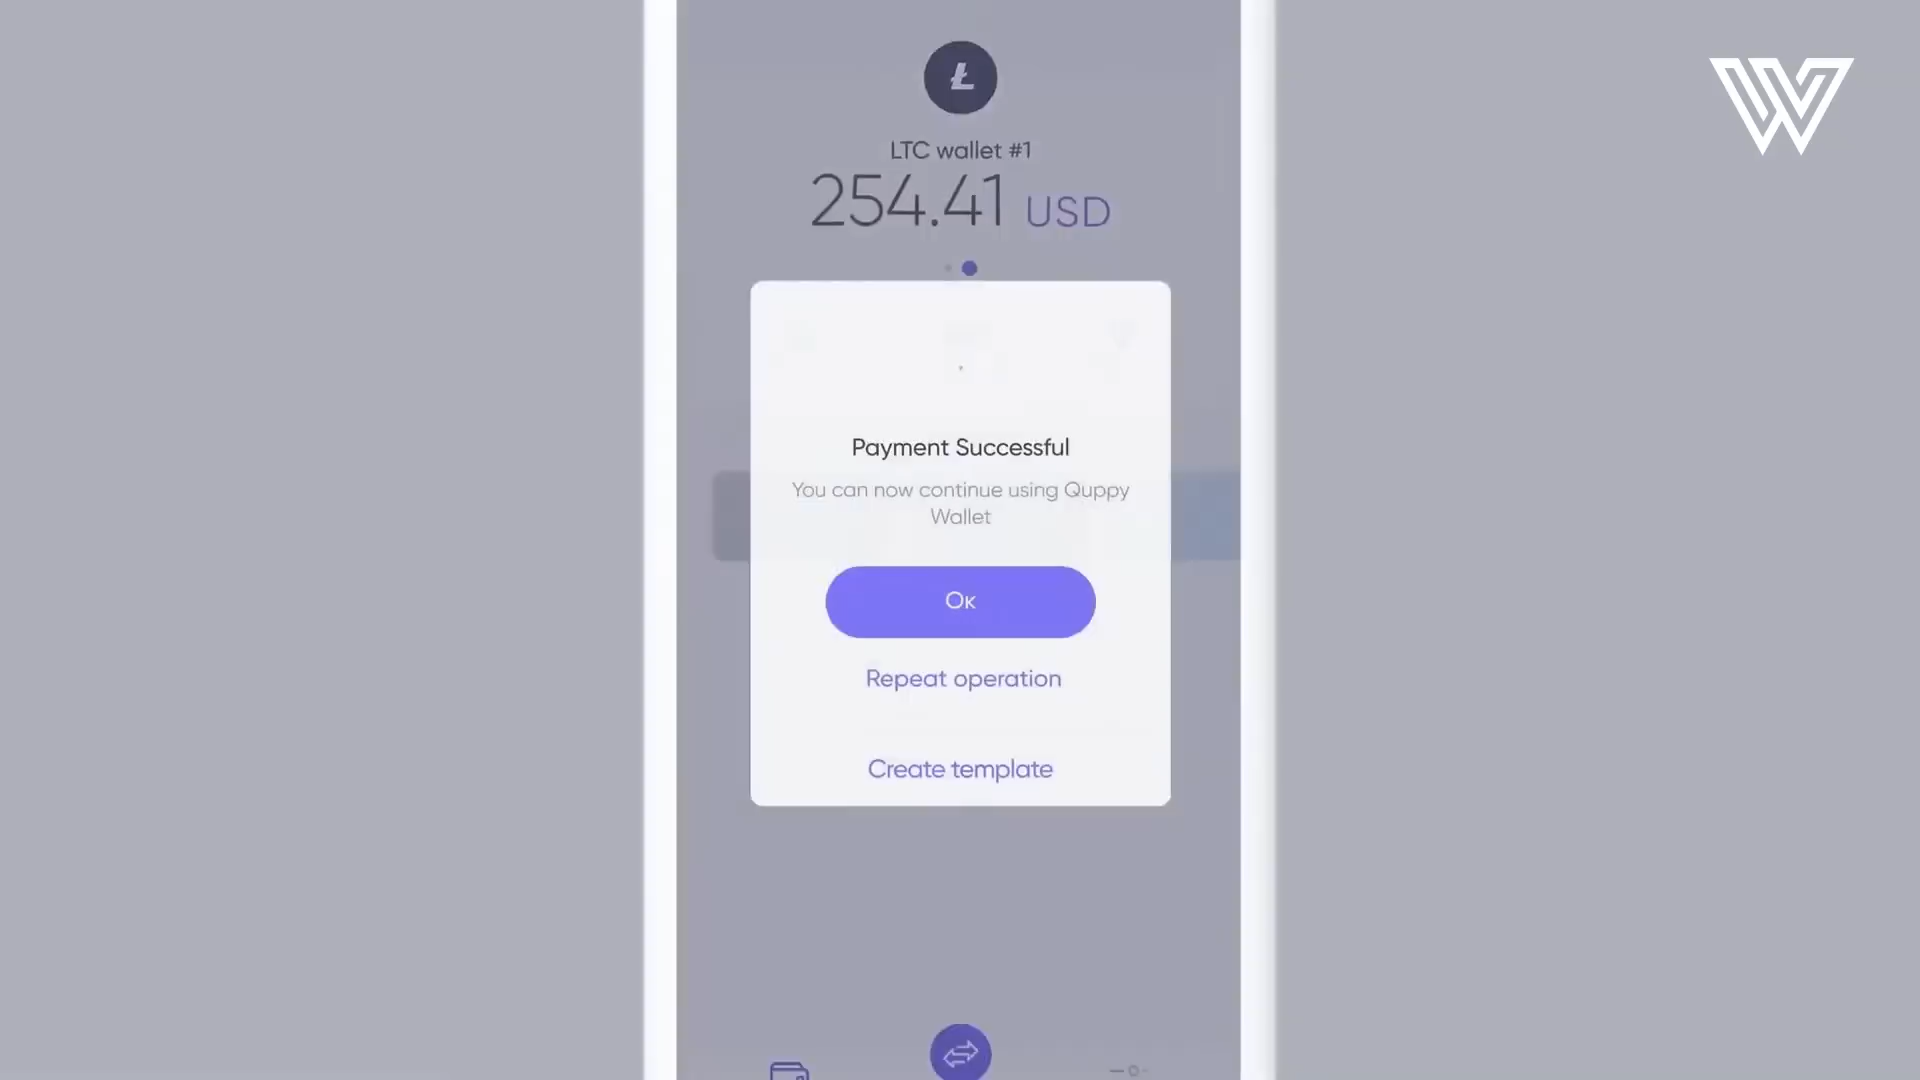 LTC wallet #1
254.41 USD
Payment Successful
You can now continue using Quppy
Wallet
Ok
Repeat operation
Create template